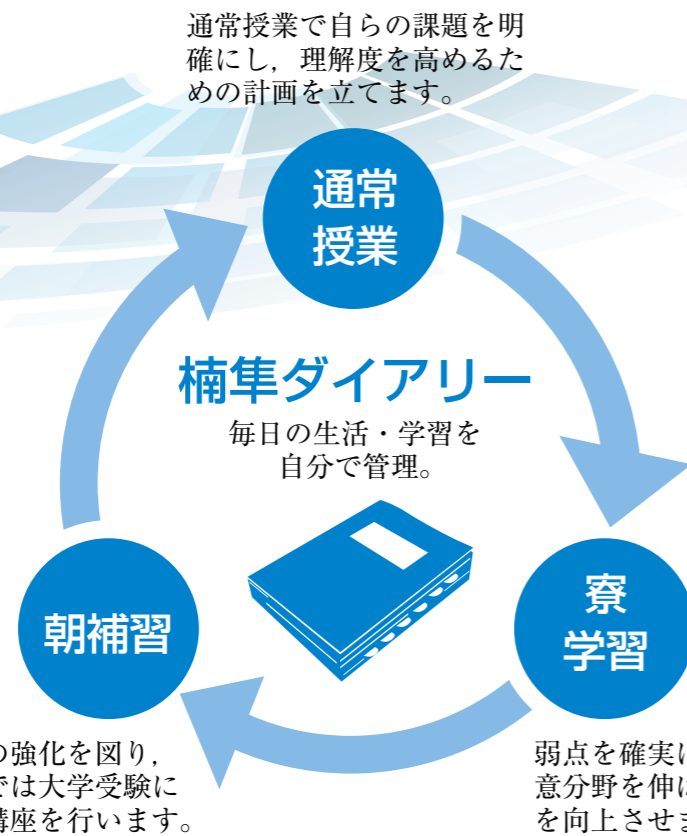 通常授業で自らの課題を明
確にし，理解度を高めるた
めの計画を立てます。
通常
授業
楠隼ダイアリー
毎日の生活・学習を
自分で管理。
朝補習
寮
学習
の強化を図り，
では大学受験に
講座を行います。
弱点を確実に
意分野を伸ば
を向上させま